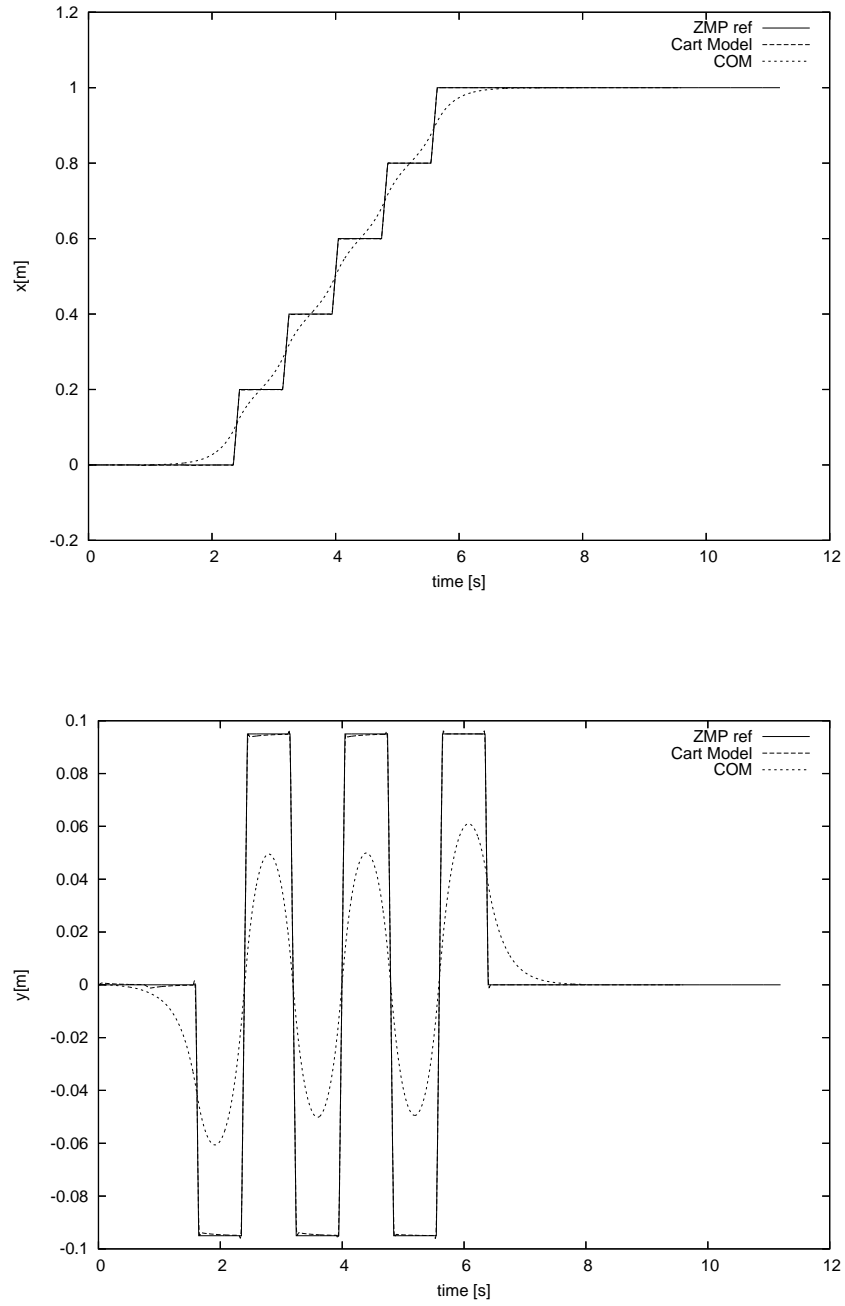 1.2
ZMP ref
Cart Model
COM
1
0.8
0.6
x[m]
0.4
0.2
0
-0.2
0 2 4 6 8 10 12
time [s]
0.1
ZMP ref
0.08
Cart Model
COM
0.06
0.04
0.02
y[m]
0
-0.02
-0.04
-0.06
-0.08
-0.1
0 2 4 6 8 10 12
time [s]